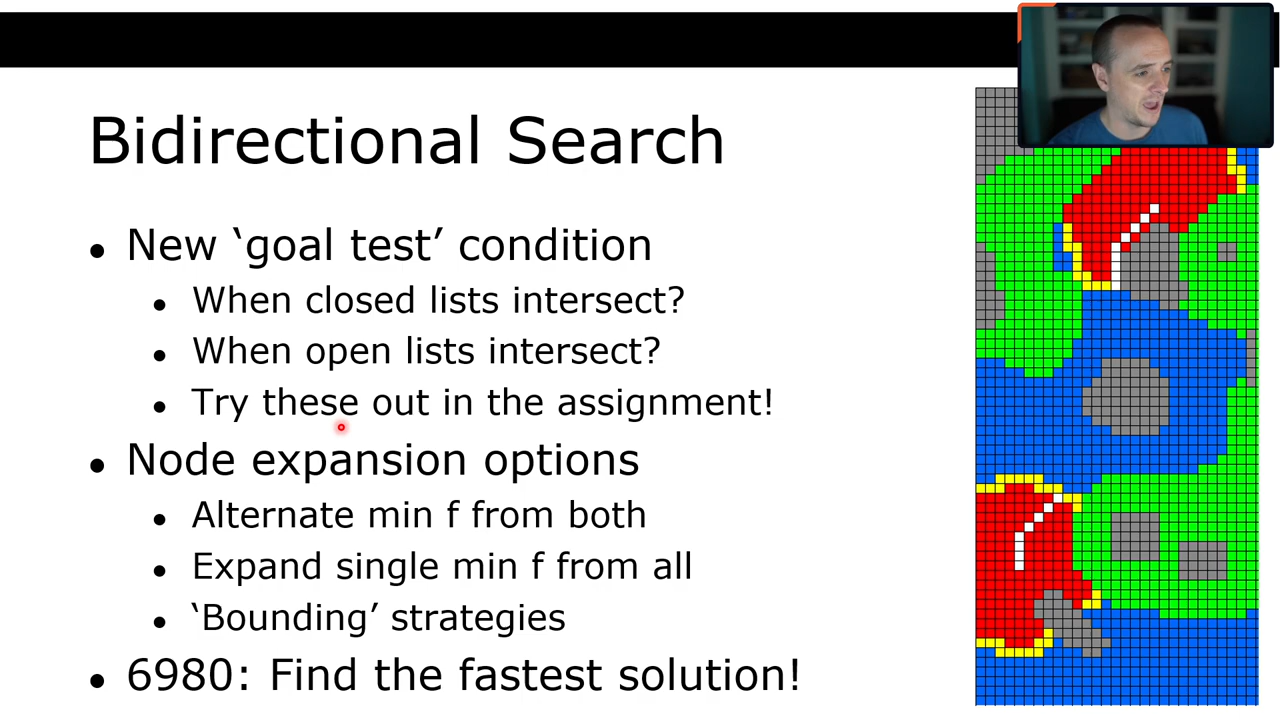 Bidirectional Search
• New ‘goal test’ condition
• When closed lists intersect?
• When open lists intersect?
• Try these out in the assignment!
• Node expansion options
• Alternate min f from both
• Expand single min f from all
• ‘Bounding’ strategies
• 6980: Find the fastest solution!